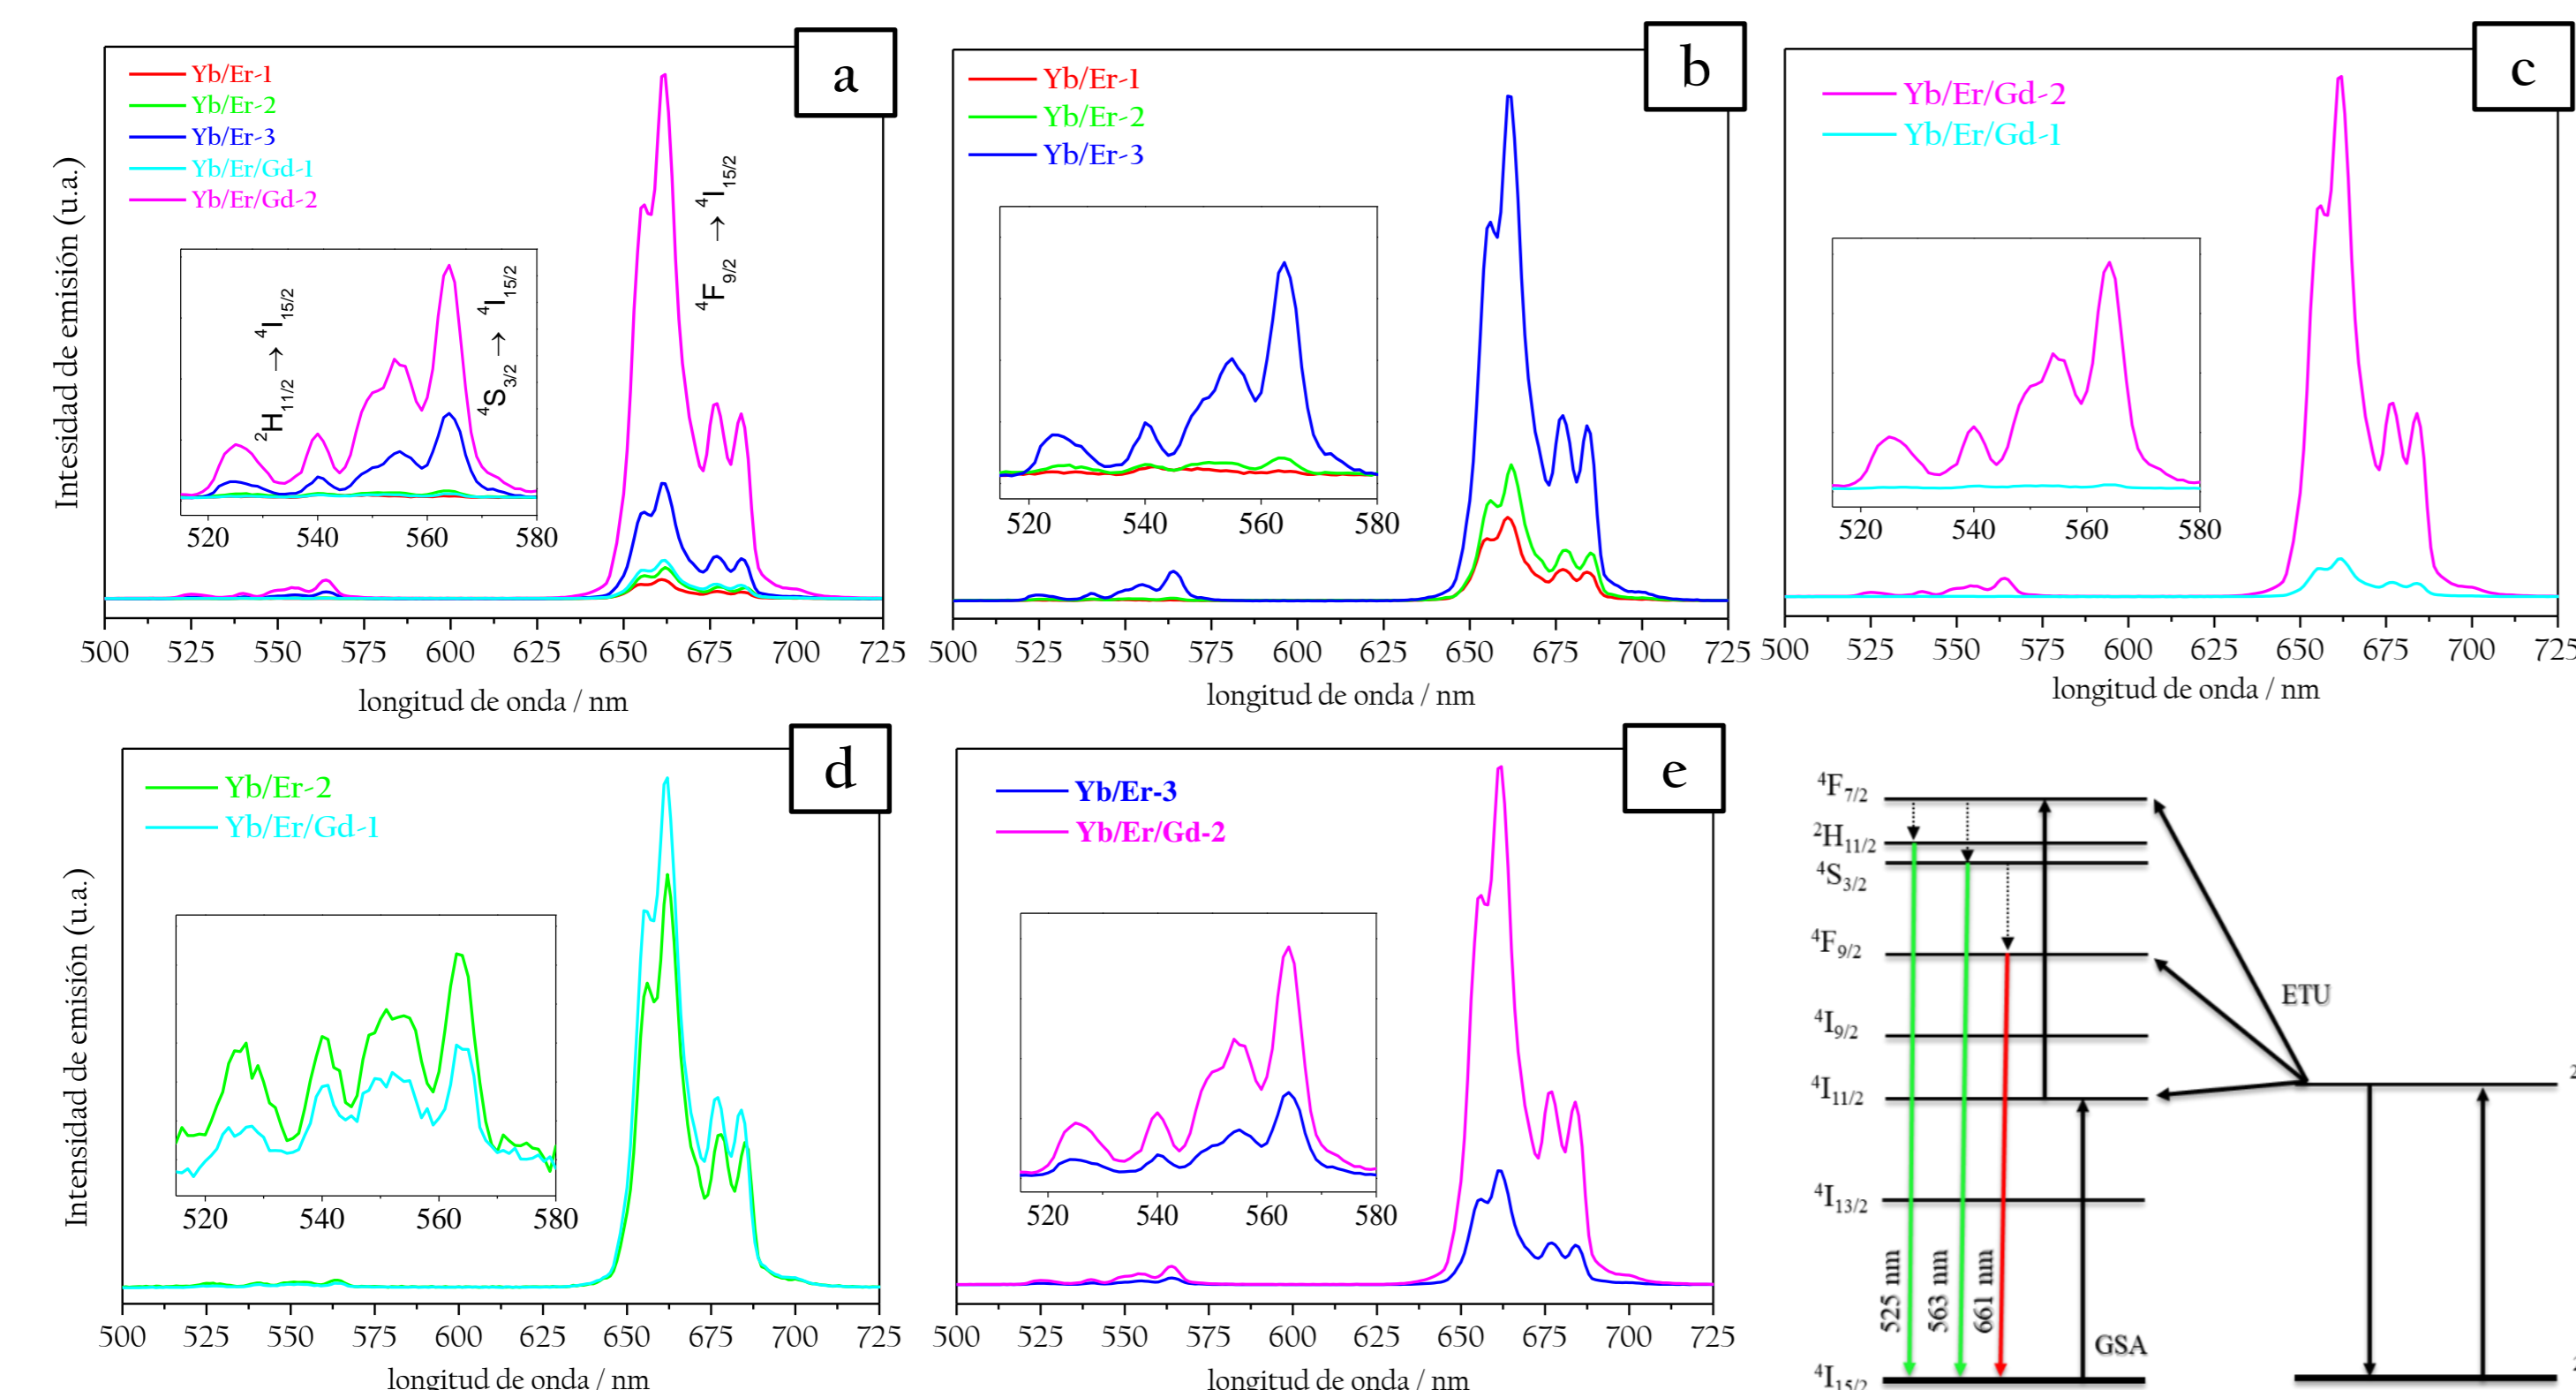 a
Yb/Er-1
Yb/Er-2
Yb/Er-3
Yb/Er/Gd-1
Yb/Er/Gd-2
Intesidad de emisión (u.a.)
²H₁₁/₂ → ⁴I₁₅/₂
⁴S₃/₂ → ⁴I₁₅/₂
⁴F₉/₂ → ⁴I₁₅/₂
520 540 560 580
500 525 550 575 600 625 650 675 700 725
longitud de onda / nm
b
Yb/Er-1
Yb/Er-2
Yb/Er-3
520 540 560 580
500 525 550 575 600 625 650 675 700 725
longitud de onda / nm
c
Yb/Er/Gd-2
Yb/Er/Gd-1
520 540 560 580
500 525 550 575 600 625 650 675 700 725
longitud de onda / nm
d
Yb/Er-2
Yb/Er/Gd-1
Intensidad de emisión (u.a.)
520 540 560 580
500 525 550 575 600 625 650 675 700 725
longitud de onda / nm
e
Yb/Er-3
Yb/Er/Gd-2
520 540 560 580
500 525 550 575 600 625 650 675 700 725
longitud de onda / nm
⁴F₇/₂
²H₁₁/₂
⁴S₃/₂
⁴F₉/₂
ETU
⁴I₉/₂
⁴I₁₁/₂
⁴I₁₃/₂
525 nm
563 nm
661 nm
GSA
⁴I₁₅/₂